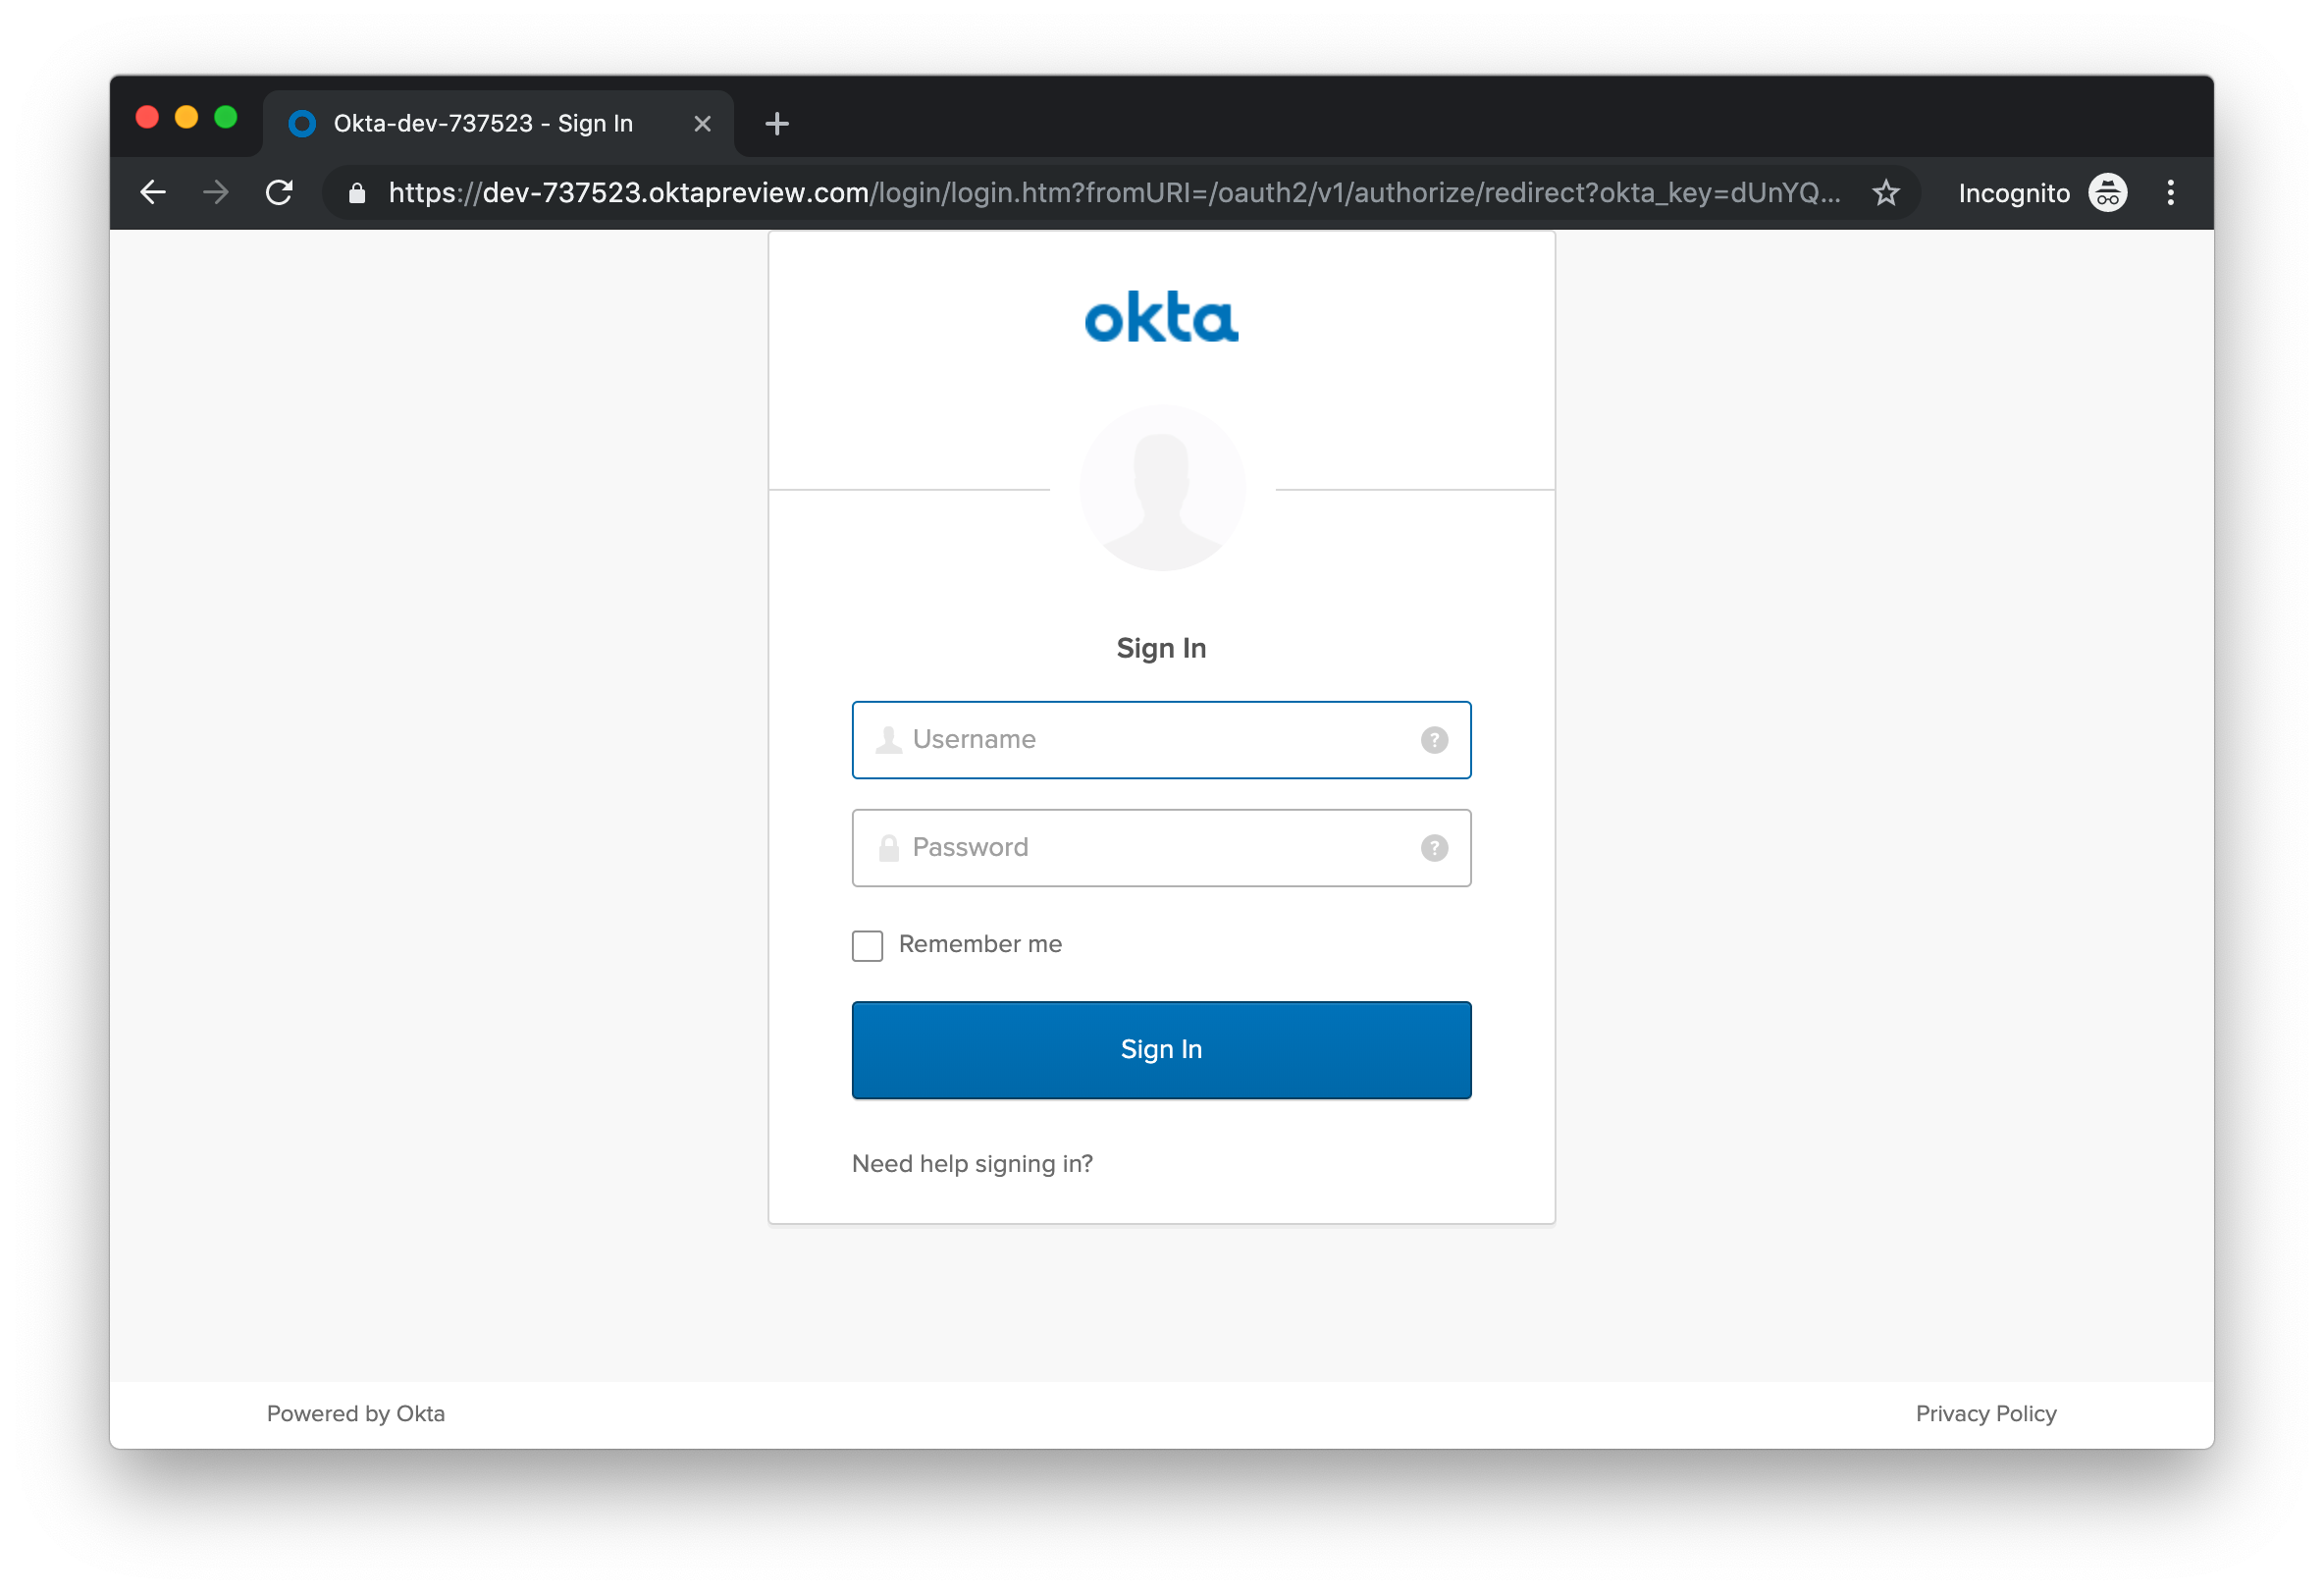 Okta-dev-737523 - Sign In
https://dev-737523.oktapreview.com/login/login.htm?fromURI=/oauth2/v1/authorize/redirect?okta_key=dUnYQ...
Incognito
okta
Sign In
Username
?
Password
?
Remember me
Sign In
Need help signing in?
Powered by Okta
Privacy Policy